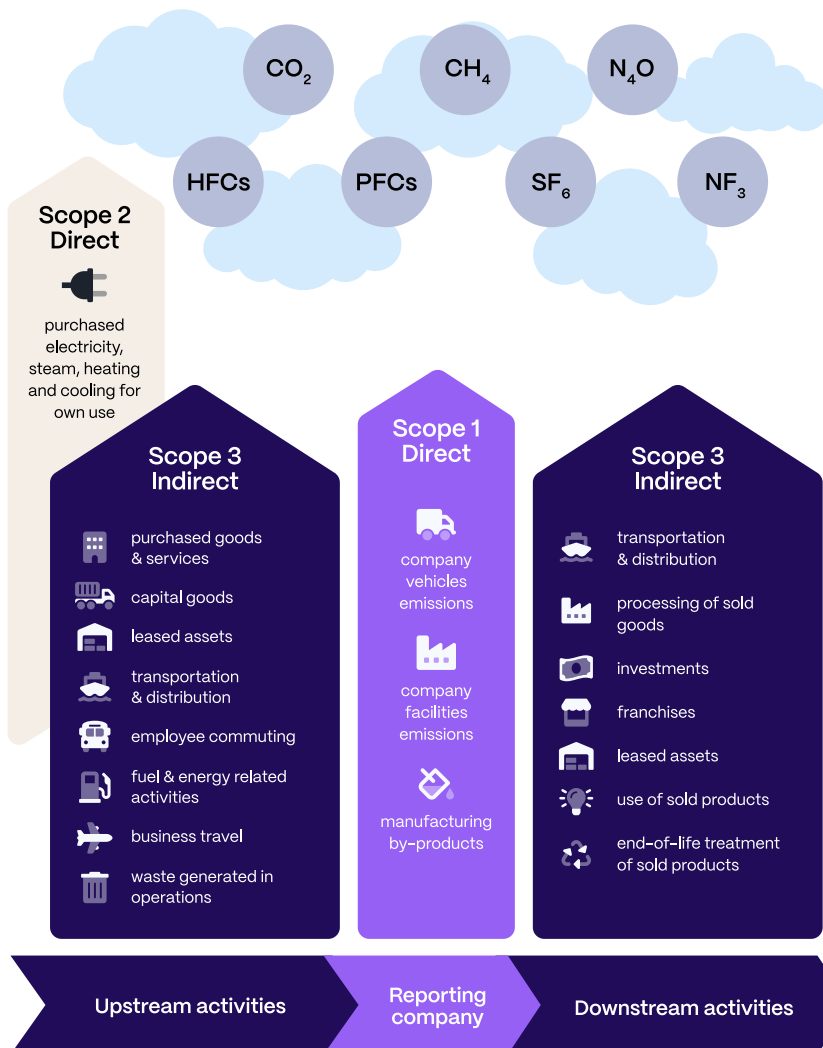 CO₂
CH₄
N₄O
HFCs
PFCs
SF₆
NF₃
Scope 2
Direct
purchased
electricity,
steam, heating
and cooling for
own use
Scope 3
Indirect
purchased goods
& services
capital goods
leased assets
transportation
& distribution
employee commuting
fuel & energy related
activities
business travel
waste generated in
operations
Scope 1
Direct
company
vehicles
emissions
company
facilities
emissions
manufacturing
by-products
Scope 3
Indirect
transportation
& distribution
processing of sold
goods
investments
franchises
leased assets
use of sold products
end-of-life treatment
of sold products
Upstream activities
Reporting
company
Downstream activities